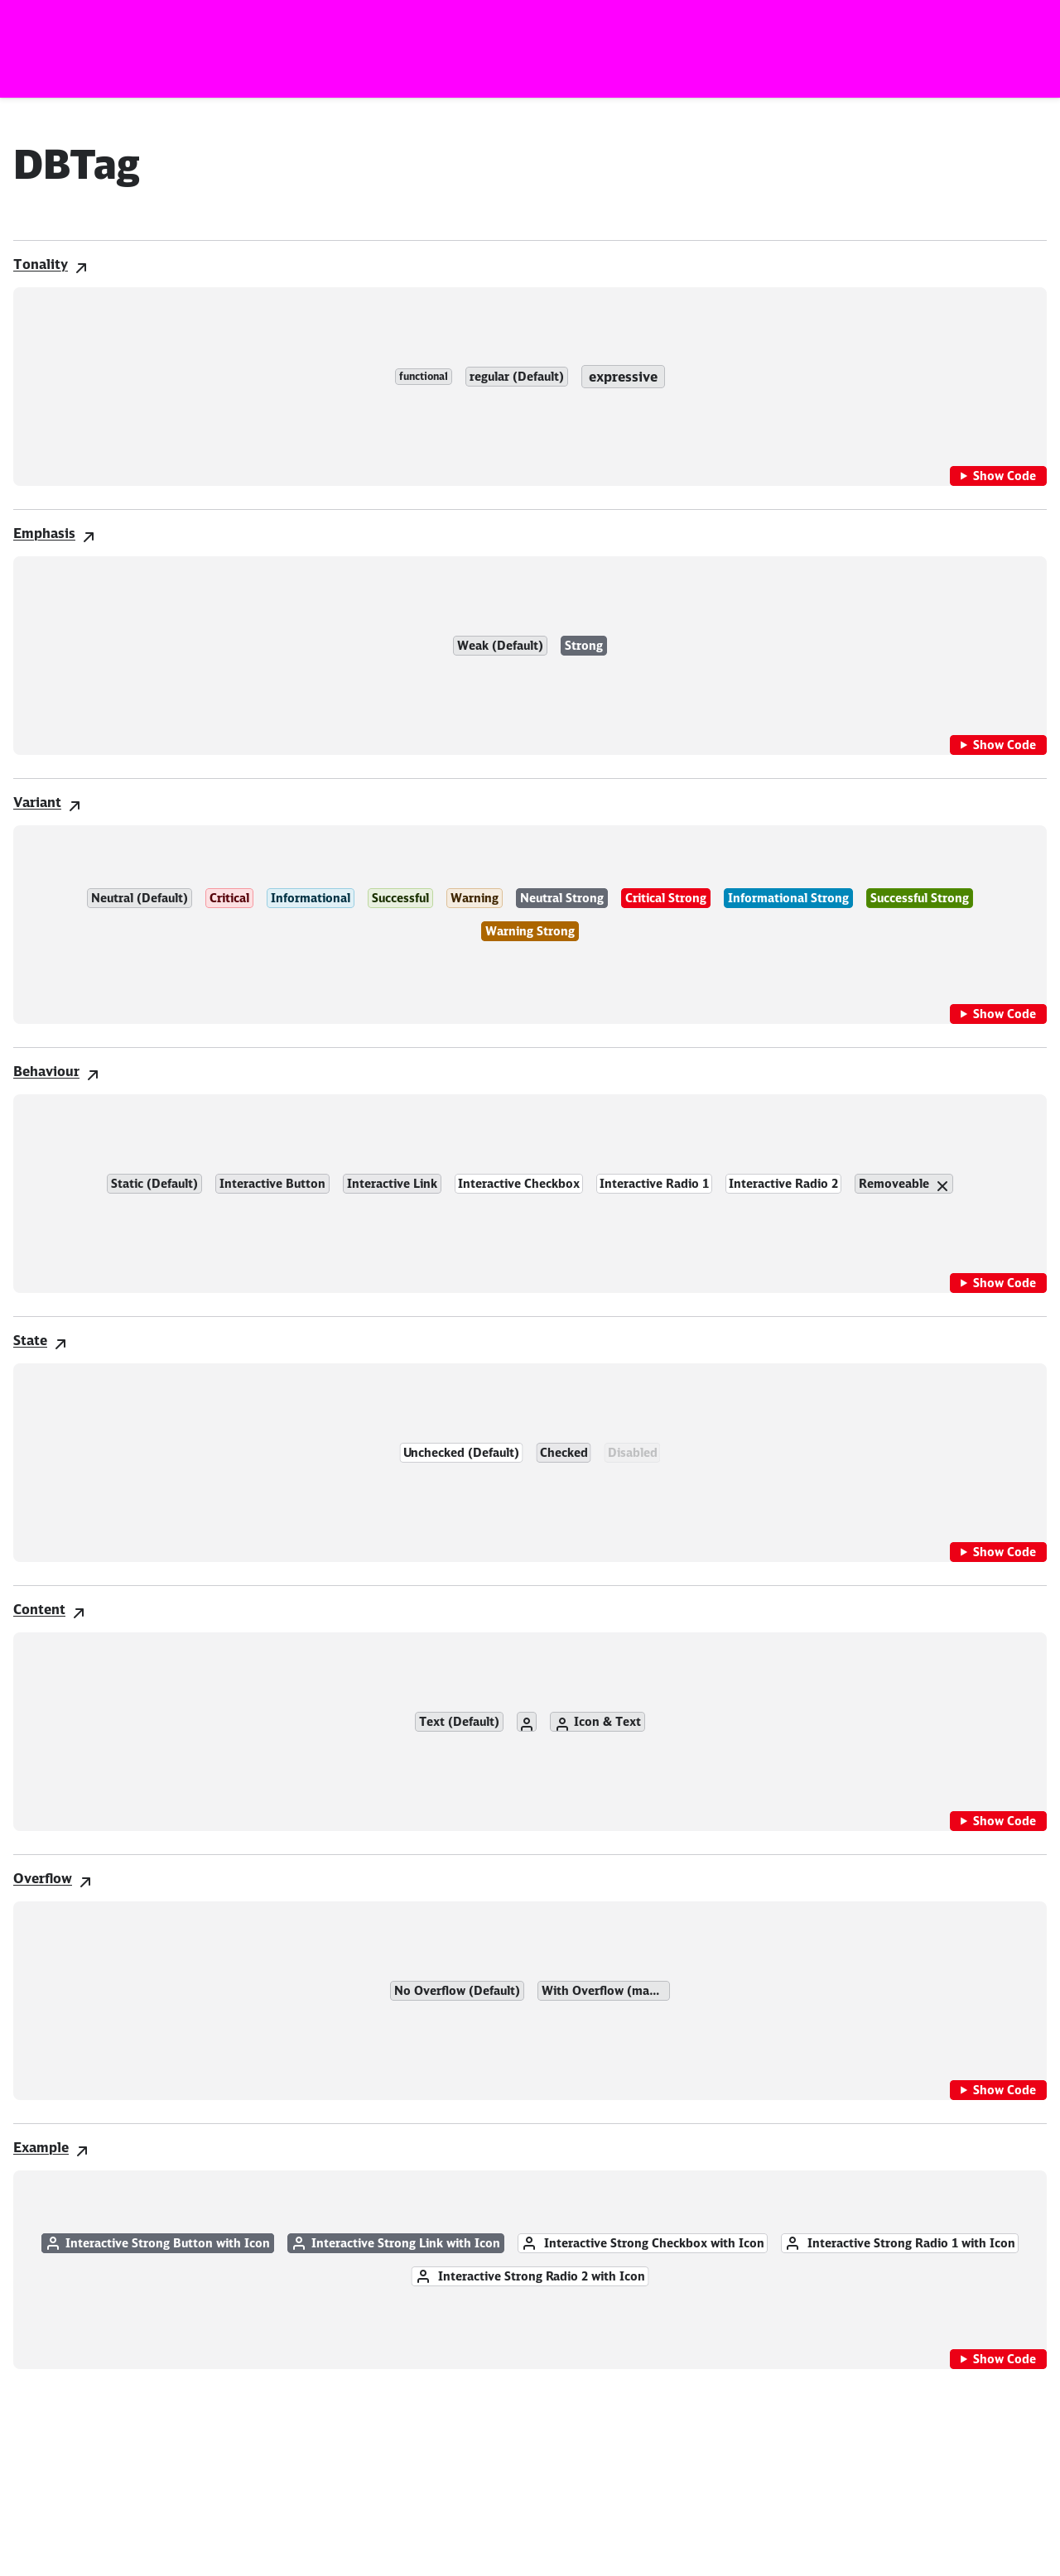 DBTag
Tonality
functional regular (Default) expressive
Show Code
Emphasis
Weak (Default) Strong
Show Code
Variant
Neutral (Default) Critical Informational Successful Warning Neutral Strong Critical Strong Informational Strong Successful Strong
Warning Strong
Show Code
Behaviour
Static (Default) Interactive Button Interactive Link Interactive Checkbox Interactive Radio 1 Interactive Radio 2 Removeable
Show Code
State
Unchecked (Default) Checked Disabled
Show Code
Content
Text (Default) Icon & Text
Show Code
Overflow
No Overflow (Default) With Overflow (ma...
Show Code
Example
Interactive Strong Button with Icon Interactive Strong Link with Icon Interactive Strong Checkbox with Icon Interactive Strong Radio 1 with Icon
Interactive Strong Radio 2 with Icon
Show Code